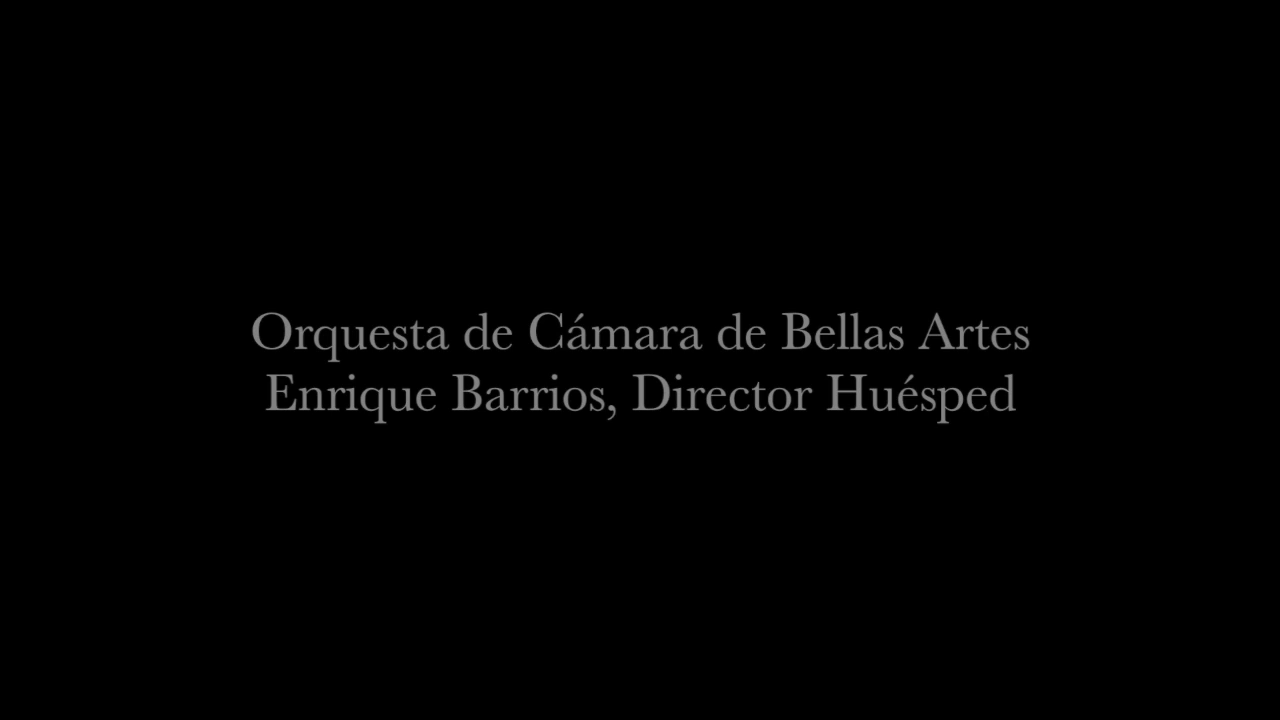 Orquesta de Cámara de Bellas Artes
Enrique Barrios, Director Huésped